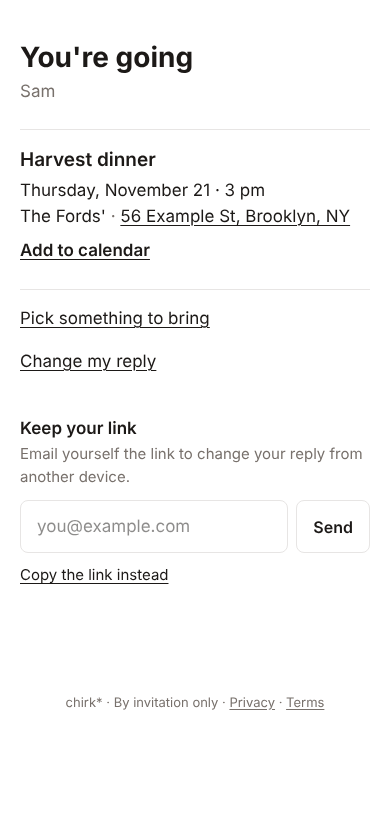 You're going
Sam
Harvest dinner
Thursday, November 21 · 3 pm
The Fords' · 56 Example St, Brooklyn, NY
Add to calendar
Pick something to bring
Change my reply
Keep your link
Email yourself the link to change your reply from
another device.
you@example.com
Send
Copy the link instead
chirk* · By invitation only · Privacy · Terms